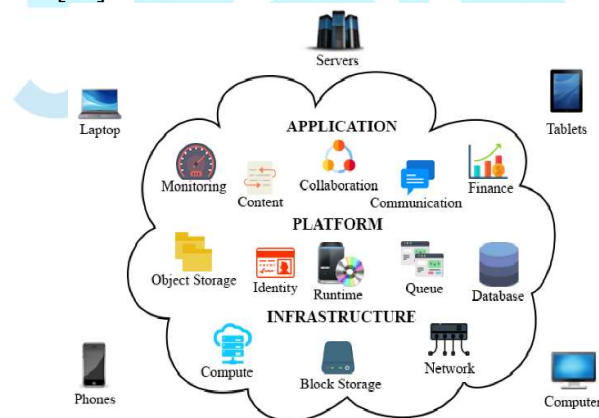 Servers
Laptop
Tablets
APPLICATION
Monitoring
Content
Collaboration
Communication
Finance
PLATFORM
Object Storage
Identity
Runtime
Queue
Database
INFRASTRUCTURE
Compute
Block Storage
Network
Phones
Computer